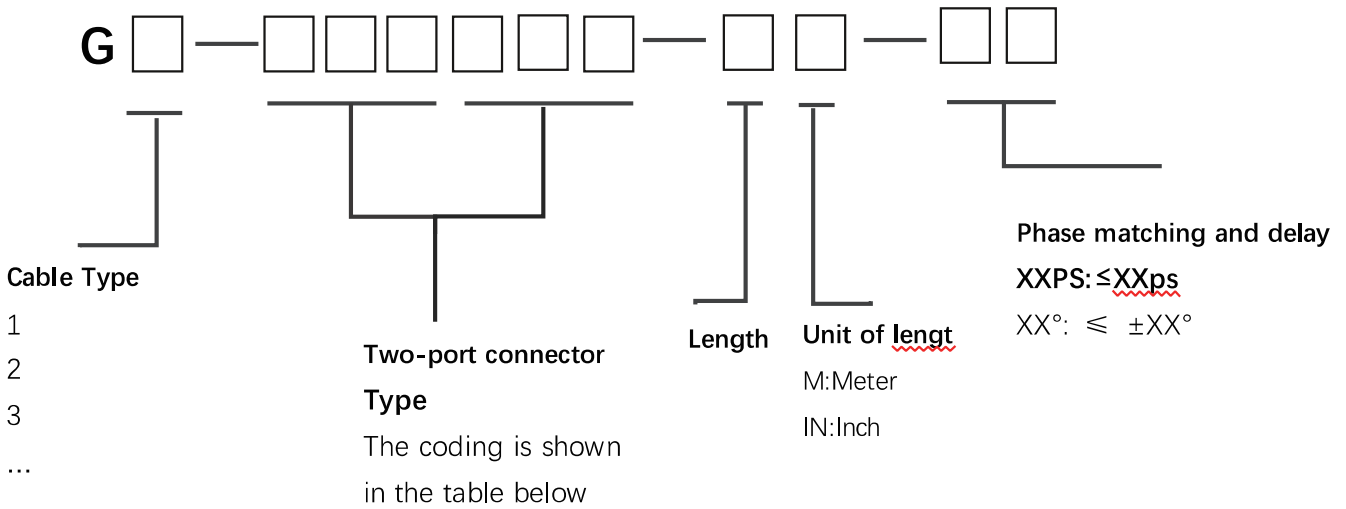 G
Cable Type
1
2
3
...
Two-port connector
Type
The coding is shown
in the table below
Length
Unit of lengt
M:Meter
IN:Inch
Phase matching and delay
XXPS:≤XXps
XX°: ≤ ±XX°